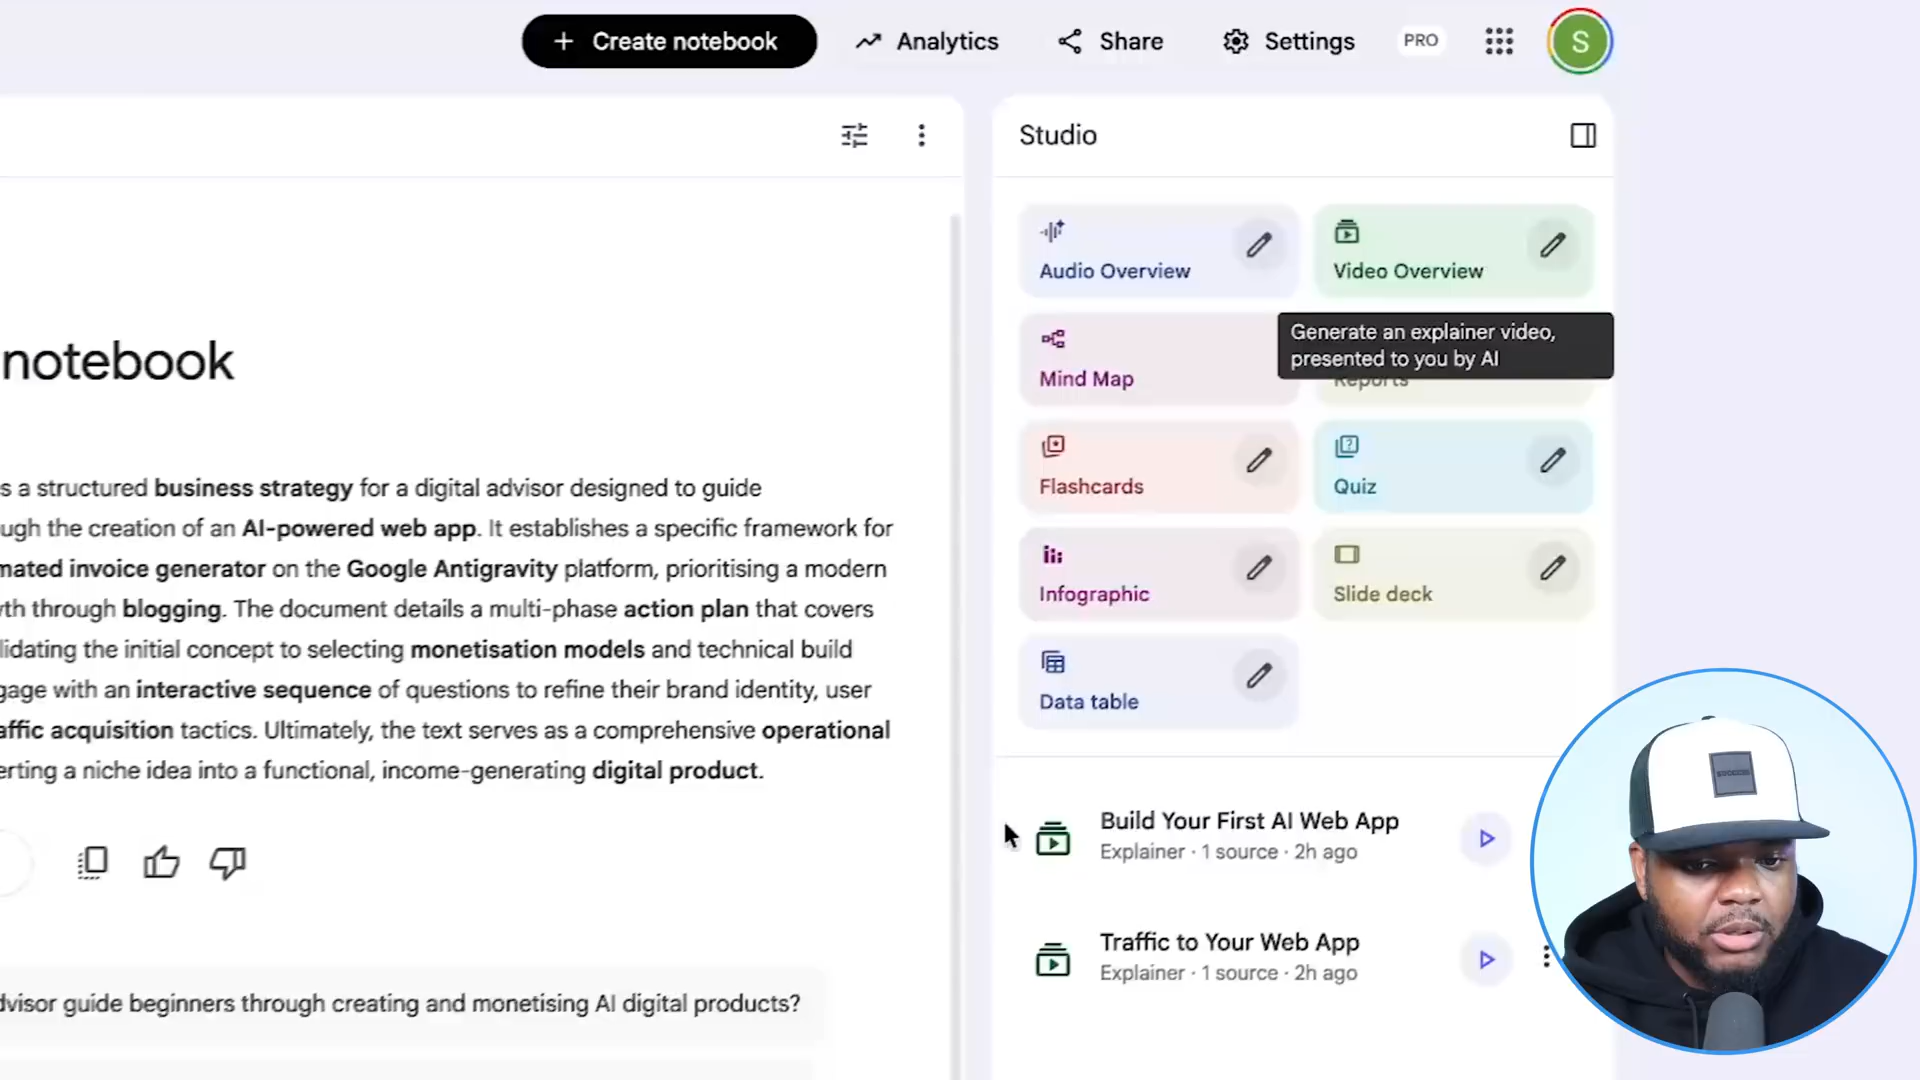 Create notebook
Analytics
Share
Settings
PRO
S
Studio
Audio Overview
Video Overview
Generate an explainer video,
presented to you by AI
Mind Map
Reports
Flashcards
Quiz
Infographic
Slide deck
Data table
notebook
s a structured business strategy for a digital advisor designed to guide
ugh the creation of an AI-powered web app. It establishes a specific framework for
mated invoice generator on the Google Antigravity platform, prioritising a modern
th through blogging. The document details a multi-phase action plan that covers
lidating the initial concept to selecting monetisation models and technical build
gage with an interactive sequence of questions to refine their brand identity, user
affic acquisition tactics. Ultimately, the text serves as a comprehensive operational
erting a niche idea into a functional, income-generating digital product.
dvisor guide beginners through creating and monetising AI digital products?
Build Your First AI Web App
Explainer · 1 source · 2h ago
Traffic to Your Web App
Explainer · 1 source · 2h ago